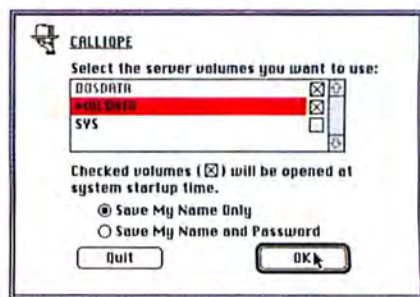 CALLIOPE
Select the server volumes you want to use:
DOSDATA
SYS
Checked volumes (☒) will be opened at
system startup time.
Save My Name Only
Save My Name and Password
Quit
OK